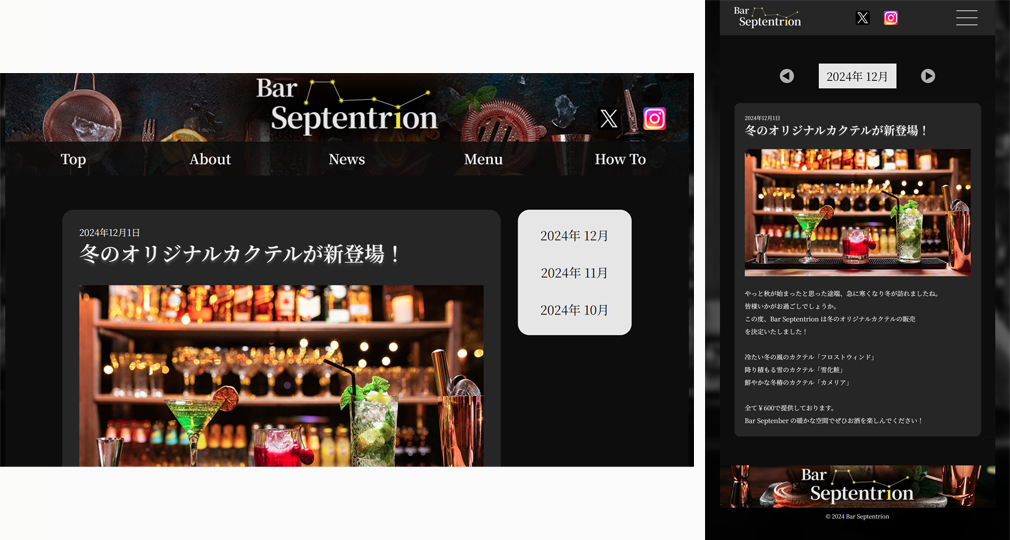 Bar
Septentrion
Top
About
News
Menu
How To
2024年12月1日
冬のオリジナルカクテルが新登場！
2024年 12月
2024年 11月
2024年 10月
Bar
Septentrion
2024年 12月
2024年12月1日
冬のオリジナルカクテルが新登場！
やっと秋が始まったと思った途端、急に寒くなり冬が訪れましたね。
皆様いかがお過ごしでしょうか。
この度、Bar Septentrion は冬のオリジナルカクテルの販売
を決定いたしました！
冷たい冬の風のカクテル「フロストウィンド」
降り積もる雪のカクテル「雪化粧」
鮮やかな冬椿のカクテル「カメリア」
全て￥600で提供しております。
Bar Septenber の暖かな空間でぜひお酒を楽しんでください！
Bar
Septentrion
© 2024 Bar Septentrion